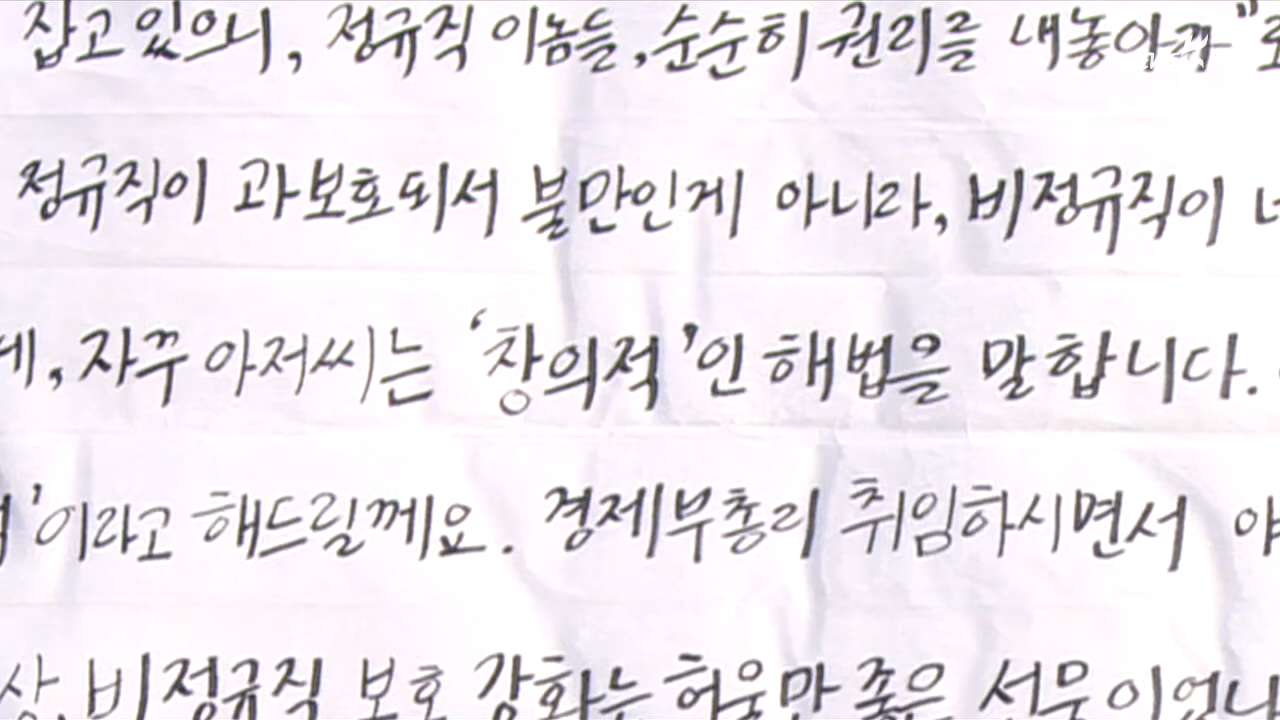 잡고있으니, 정규직 이놈들, 순순히 권리를 내놓아라"
정규직이 과보호되서 불만인게 아니라, 비정규직이
데, 자꾸 아저씨는 '창의적'인 해법을 말합니다.
'이라고 해드릴께요. 경제부총리 취임하시면서
비정규직 보호 강화는 허울만 좋은 선물이었나